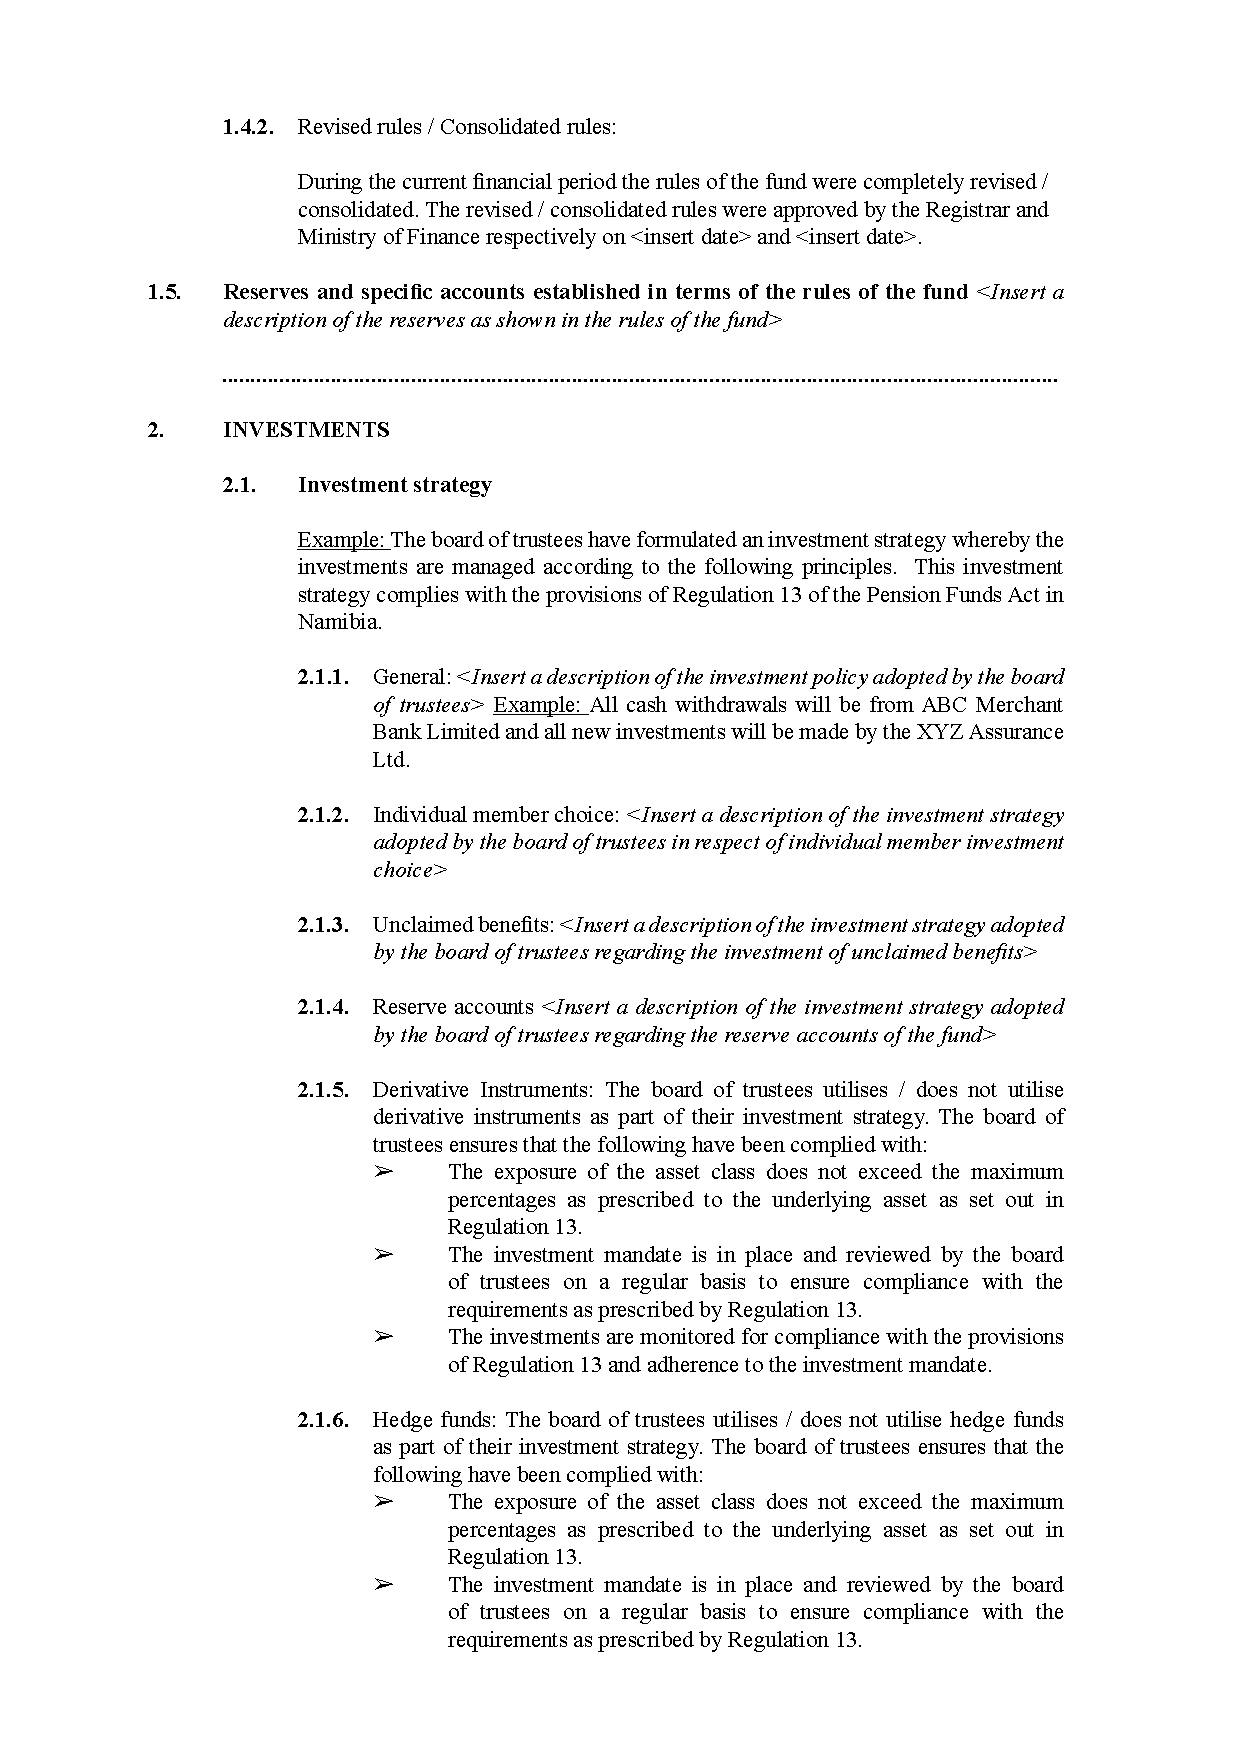 1.4.2. Revised rules / Consolidated rules:
During the current financial period the rules of the fund were completely revised /
consolidated. The revised / consolidated rules were approved by the Registrar and
Ministry of Finance respectively on <insert date> and <insert date>.
1.5. Reserves and specific accounts established in terms of the rules of the fund <Insert a
description of the reserves as shown in the rules of the fund>
....................................................................................................................................................
2. INVESTMENTS
2.1. Investment strategy
Example: The board of trustees have formulated an investment strategy whereby the
investments are managed according to the following principles. This investment
strategy complies with the provisions of Regulation 13 of the Pension Funds Act in
Namibia.
2.1.1. General: <Insert a description of the investment policy adopted by the board
of trustees> Example: All cash withdrawals will be from ABC Merchant
Bank Limited and all new investments will be made by the XYZ Assurance
Ltd.
2.1.2. Individual member choice: <Insert a description of the investment strategy
adopted by the board of trustees in respect of individual member investment
choice>
2.1.3. Unclaimed benefits: <Insert a description of the investment strategy adopted
by the board of trustees regarding the investment of unclaimed benefits>
2.1.4. Reserve accounts <Insert a description of the investment strategy adopted
by the board of trustees regarding the reserve accounts of the fund>
2.1.5. Derivative Instruments: The board of trustees utilises / does not utilise
derivative instruments as part of their investment strategy. The board of
trustees ensures that the following have been complied with:
➢ The exposure of the asset class does not exceed the maximum
percentages as prescribed to the underlying asset as set out in
Regulation 13.
➢ The investment mandate is in place and reviewed by the board
of trustees on a regular basis to ensure compliance with the
requirements as prescribed by Regulation 13.
➢ The investments are monitored for compliance with the provisions
of Regulation 13 and adherence to the investment mandate.
2.1.6. Hedge funds: The board of trustees utilises / does not utilise hedge funds
as part of their investment strategy. The board of trustees ensures that the
following have been complied with:
➢ The exposure of the asset class does not exceed the maximum
percentages as prescribed to the underlying asset as set out in
Regulation 13.
➢ The investment mandate is in place and reviewed by the board
of trustees on a regular basis to ensure compliance with the
requirements as prescribed by Regulation 13.